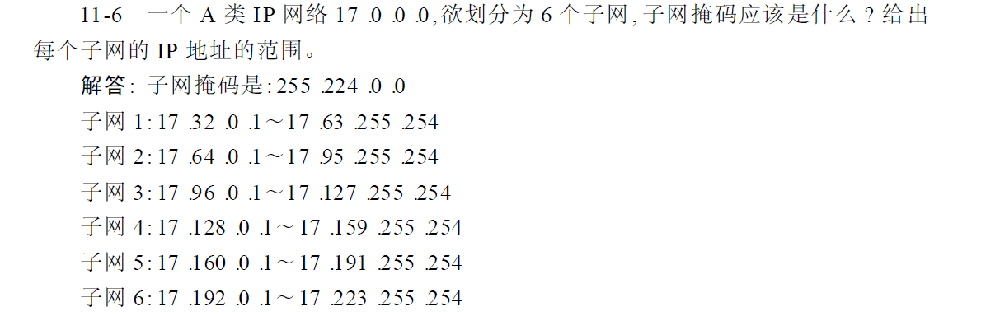 11-6 一个 A 类 IP 网络 17 .0 .0 .0,欲划分为 6 个子网,子网掩码应该是什么?给出
每个子网的 IP 地址的范围。
解答: 子网掩码是:255 .224 .0 .0
子网 1:17 .32 .0 .1～17 .63 .255 .254
子网 2:17 .64 .0 .1～17 .95 .255 .254
子网 3:17 .96 .0 .1～17 .127 .255 .254
子网 4:17 .128 .0 .1～17 .159 .255 .254
子网 5:17 .160 .0 .1～17 .191 .255 .254
子网 6:17 .192 .0 .1～17 .223 .255 .254